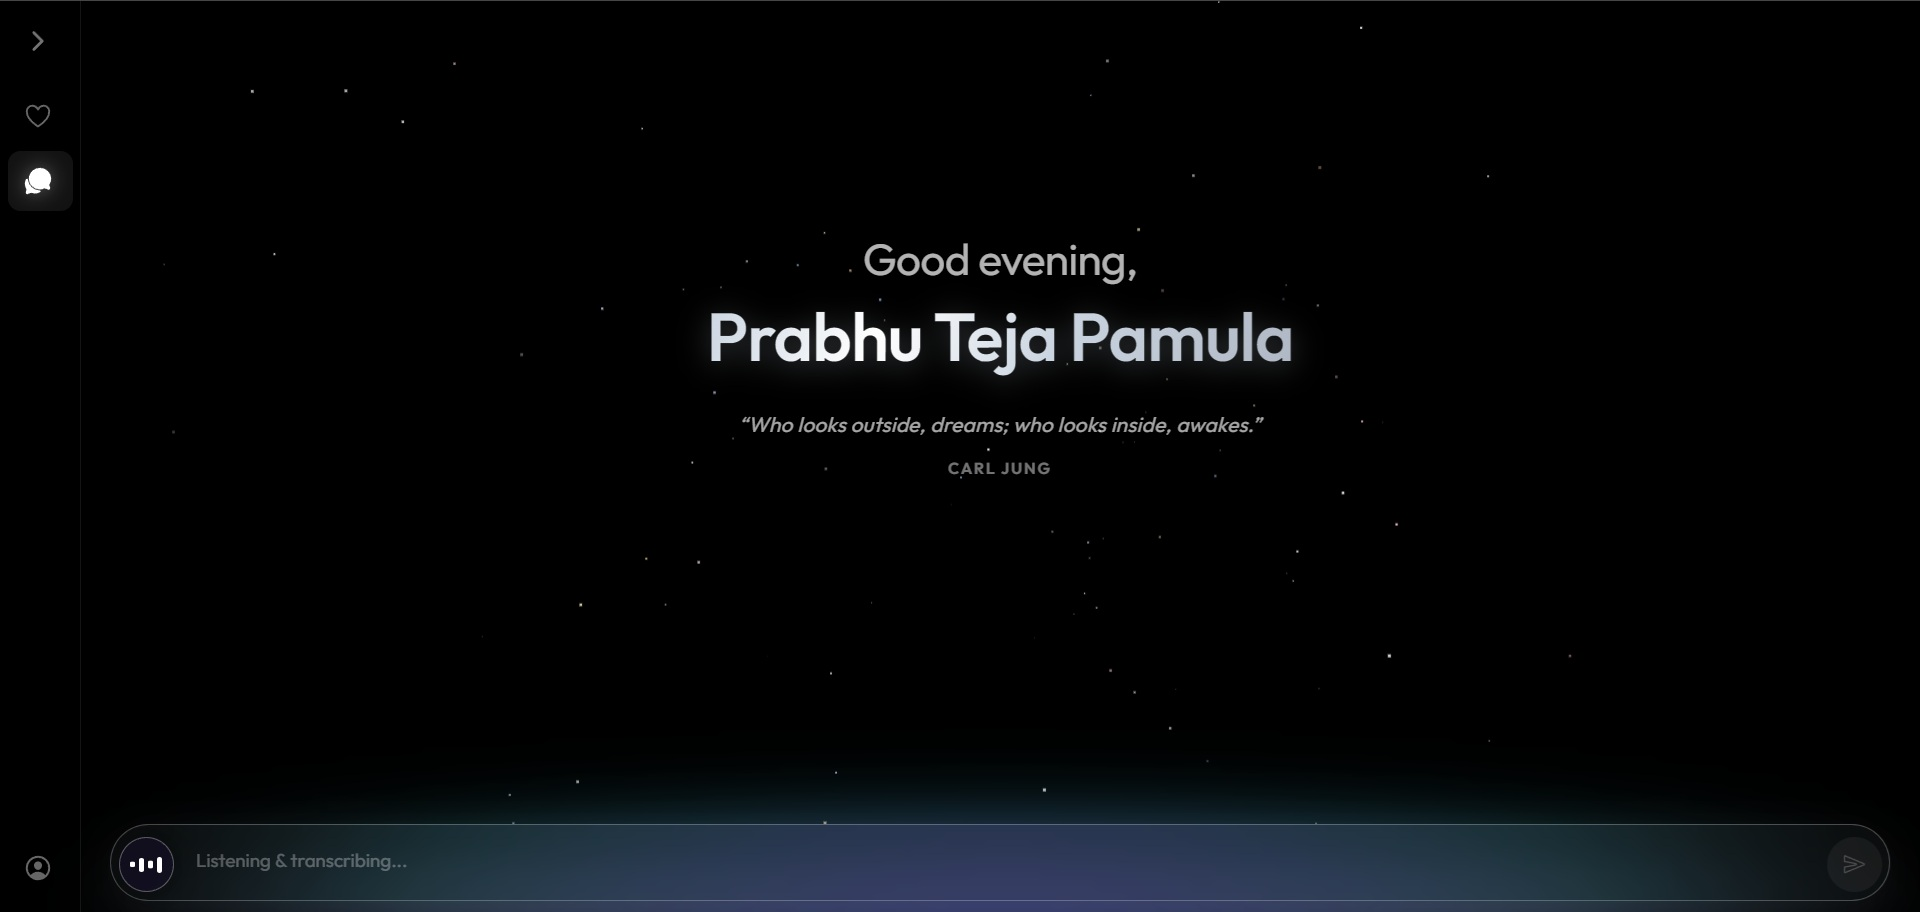 Good evening,
Prabhu Teja Pamula
“Who looks outside, dreams; who looks inside, awakes.”
CARL JUNG
Listening & transcribing...